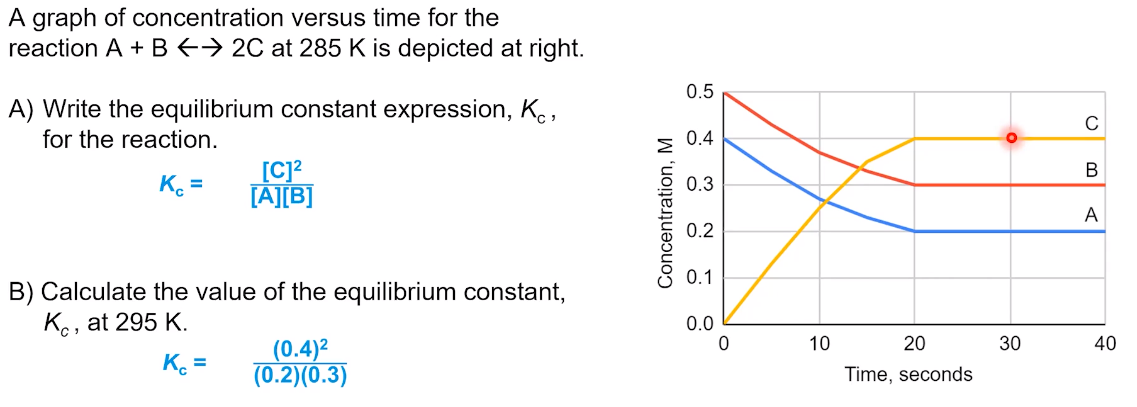 A graph of concentration versus time for the
reaction A + B ←→ 2C at 285 K is depicted at right.
A) Write the equilibrium constant expression, Kc,
for the reaction.
Kc = [C]²
[A][B]
B) Calculate the value of the equilibrium constant,
Kc, at 295 K.
Kc = (0.4)²
(0.2)(0.3)
Concentration, M
0.5
0.4
0.3
0.2
0.1
0.0
C
B
A
0 10 20 30 40
Time, seconds